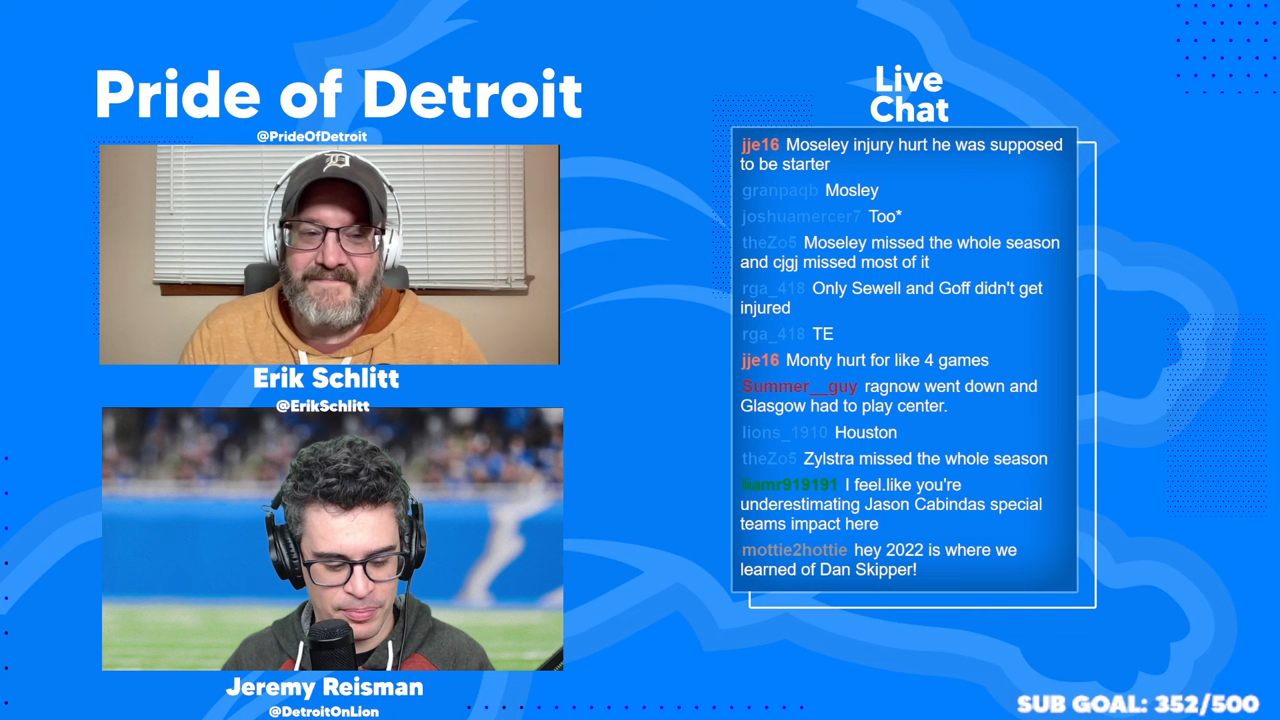 Pride of Detroit
@PrideOfDetroit
D
Erik Schlitt
@ErikSchlitt
Jeremy Reisman
@DetroitOnLion
Live
Chat
jje16 Moseley injury hurt he was supposed
to be starter
granpaqb Mosley
joshuamercer7 Too*
theZo5 Moseley missed the whole season
and cjgj missed most of it
rga_418 Only Sewell and Goff didn't get
injured
rga_418 TE
jje16 Monty hurt for like 4 games
Summer__guy ragnow went down and
Glasgow had to play center.
lions_1910 Houston
theZo5 Zylstra missed the whole season
liamr919191 I feel.like you're
underestimating Jason Cabindas special
teams impact here
mottie2hottie hey 2022 is where we
learned of Dan Skipper!
SUB GOAL: 352/500